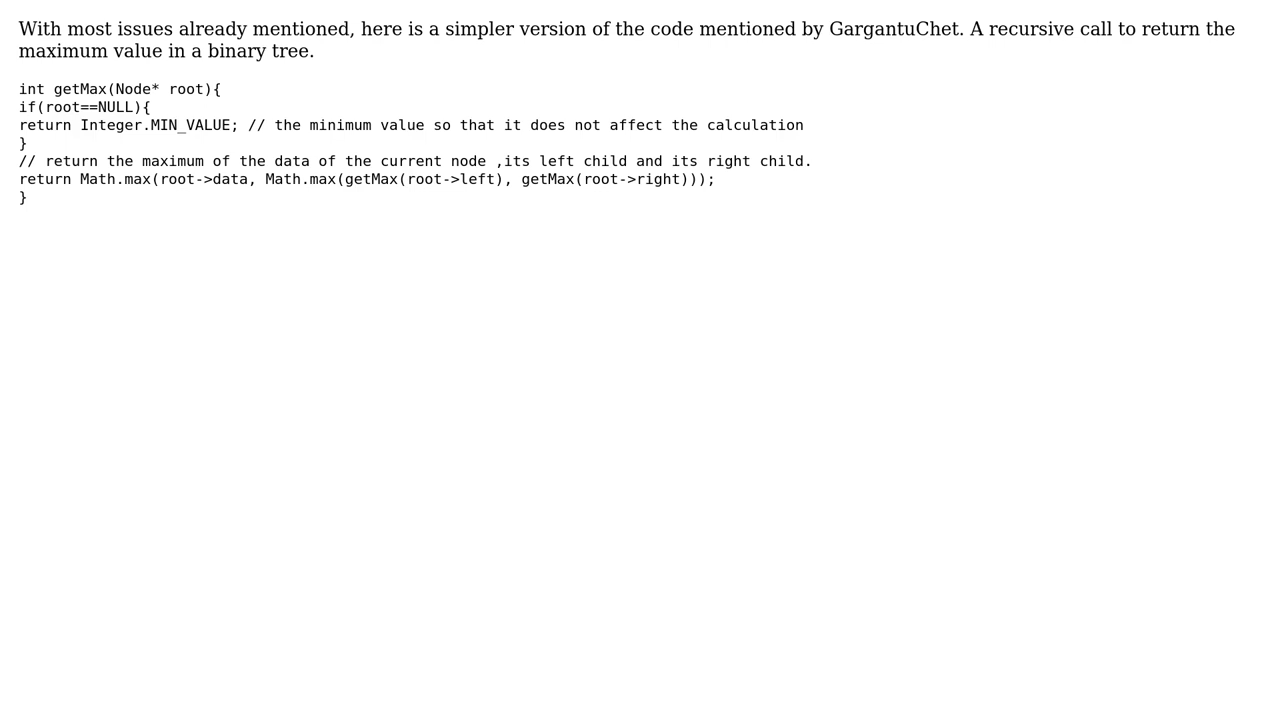 With most issues already mentioned, here is a simpler version of the code mentioned by GargantuChet. A recursive call to return the
maximum value in a binary tree.
int getMax(Node* root){
if(root==NULL){
return Integer.MIN_VALUE; // the minimum value so that it does not affect the calculation
}
// return the maximum of the data of the current node ,its left child and its right child.
return Math.max(root->data, Math.max(getMax(root->left), getMax(root->right)));
}